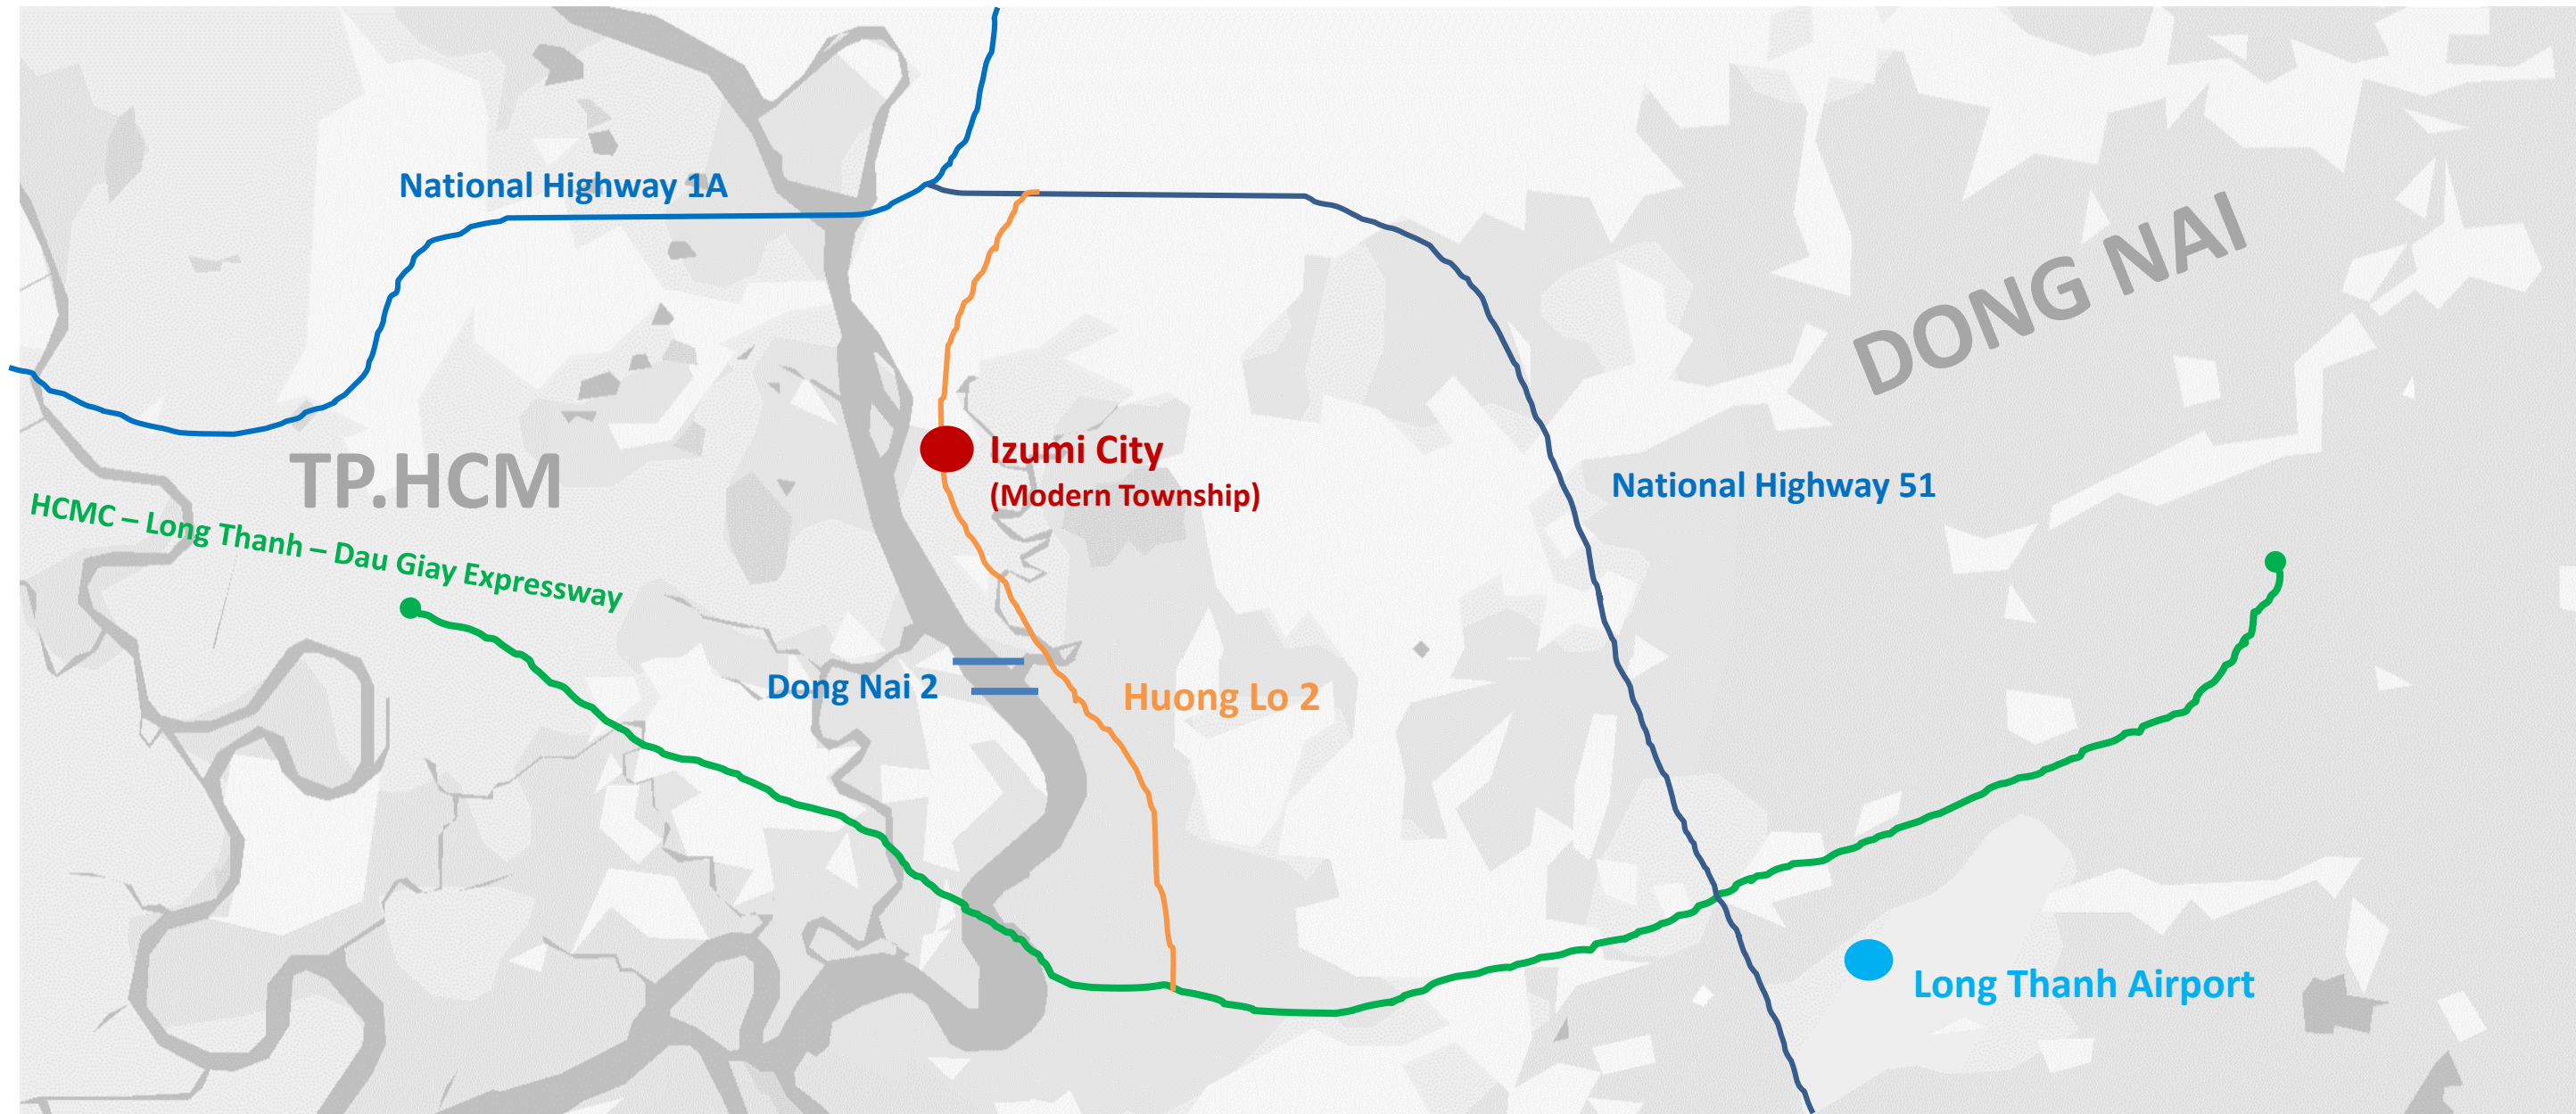 National Highway 1A
DONG NAI
TP.HCM
Izumi City
(Modern Township)
National Highway 51
HCMC – Long Thanh – Dau Giay Expressway
Dong Nai 2
Huong Lo 2
Long Thanh Airport